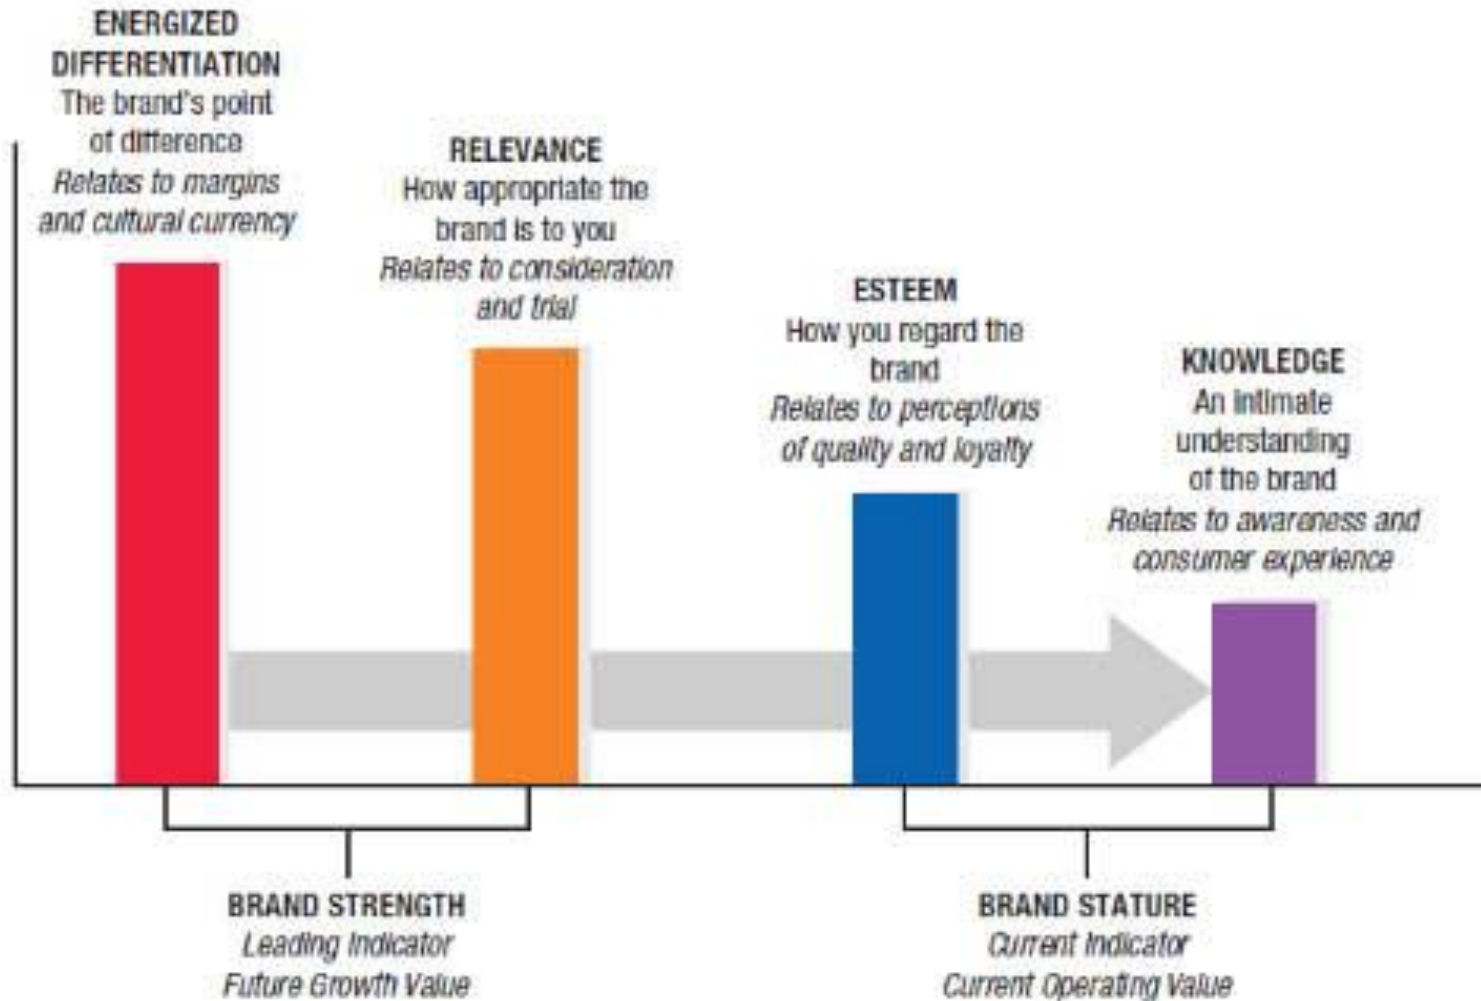 ENERGIZED
DIFFERENTIATION
The brand's point
of difference
Relates to margins
and cultural currency
RELEVANCE
How appropriate the
brand is to you
Relates to consideration
and trial
ESTEEM
How you regard the
brand
Relates to perceptions
of quality and loyalty
KNOWLEDGE
An intimate
understanding
of the brand
Relates to awareness and
consumer experience
BRAND STRENGTH
Leading Indicator
Future Growth Value
BRAND STATURE
Current Indicator
Current Operating Value